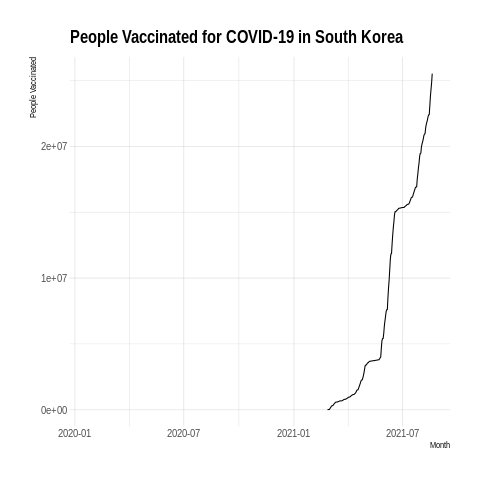 People Vaccinated for COVID-19 in South Korea
People Vaccinated
2e+07
1e+07
0e+00
2020-01 2020-07 2021-01 2021-07
Month